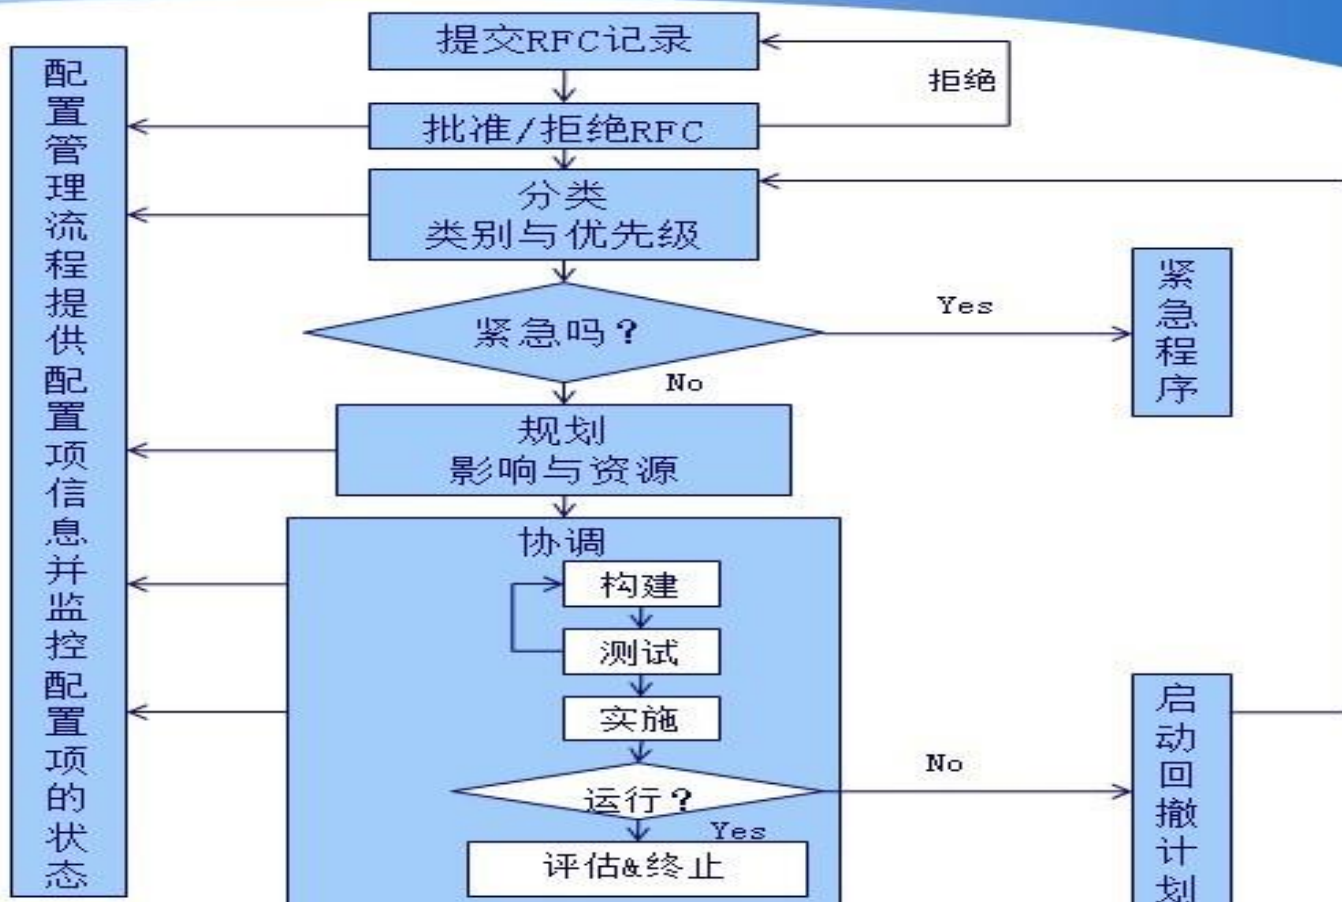 提交RFC记录
拒绝
批准/拒绝RFC
分类
类别与优先级
紧急吗？
Yes
紧急程序
No
规划
影响与资源
协调
构建
测试
实施
运行？
No
Yes
评估&终止
启动回撤计划
配置管理流程提供配置项信息并监控配置项的状态